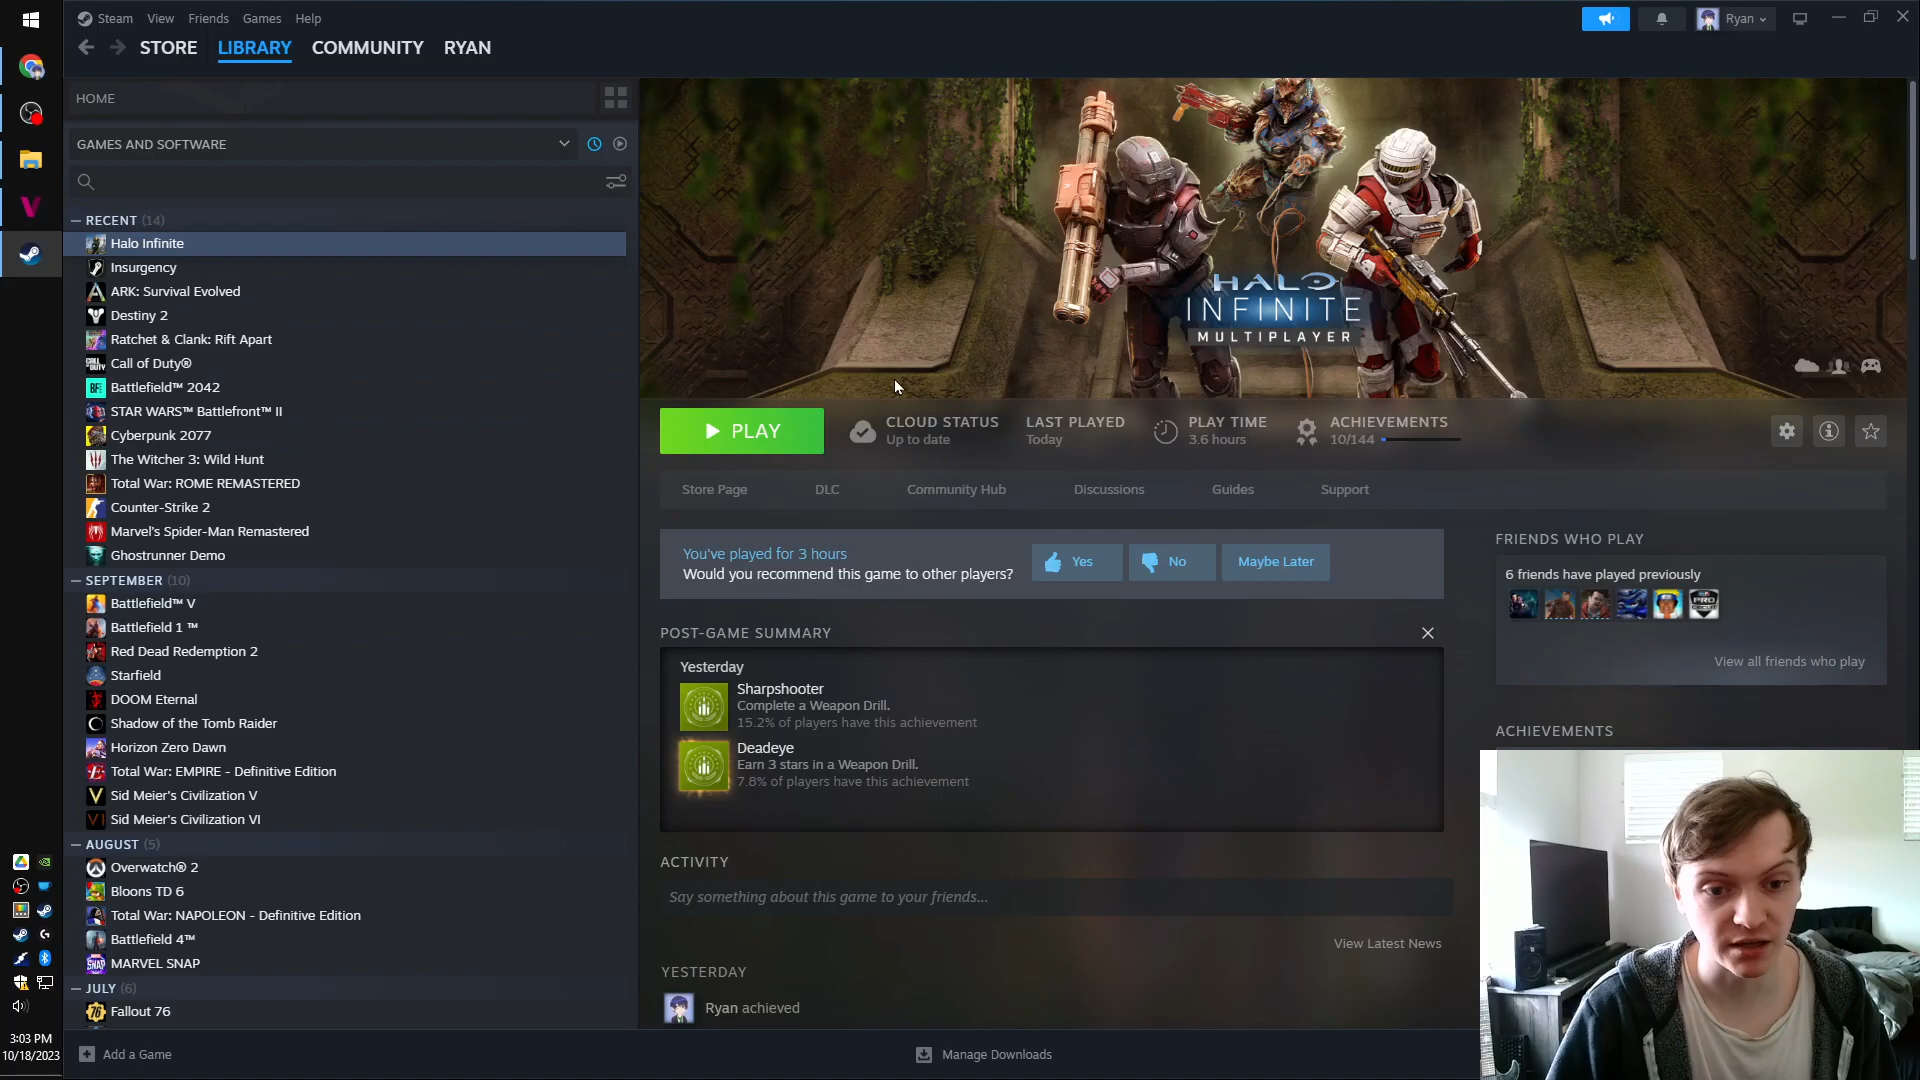 Steam View Friends Games Help
Ryan
STORE LIBRARY COMMUNITY RYAN
HOME
GAMES AND SOFTWARE
RECENT (14)
Halo Infinite
Insurgency
ARK: Survival Evolved
Destiny 2
Ratchet & Clank: Rift Apart
Call of Duty®
Battlefield™ 2042
STAR WARS™ Battlefront™ II
Cyberpunk 2077
The Witcher 3: Wild Hunt
Total War: ROME REMASTERED
Counter-Strike 2
Marvel's Spider-Man Remastered
Ghostrunner Demo
SEPTEMBER (10)
Battlefield™ V
Battlefield 1 ™
Red Dead Redemption 2
Starfield
DOOM Eternal
Shadow of the Tomb Raider
Horizon Zero Dawn
Total War: EMPIRE - Definitive Edition
Sid Meier's Civilization V
Sid Meier's Civilization VI
AUGUST (5)
Overwatch® 2
Bloons TD 6
Total War: NAPOLEON - Definitive Edition
Battlefield 4™
MARVEL SNAP
JULY (6)
Fallout 76
Add a Game
3:03 PM
10/18/2023
HALO
INFINITE
MULTIPLAYER
PLAY
CLOUD STATUS
Up to date
LAST PLAYED
Today
PLAY TIME
3.6 hours
ACHIEVEMENTS
10/144
Store Page DLC Community Hub Discussions Guides Support
You've played for 3 hours
Would you recommend this game to other players?
Yes No Maybe Later
POST-GAME SUMMARY
Yesterday
Sharpshooter
Complete a Weapon Drill.
15.2% of players have this achievement
Deadeye
Earn 3 stars in a Weapon Drill.
7.8% of players have this achievement
ACTIVITY
Say something about this game to your friends...
View Latest News
YESTERDAY
Ryan achieved
FRIENDS WHO PLAY
6 friends have played previously
View all friends who play
ACHIEVEMENTS
Manage Downloads